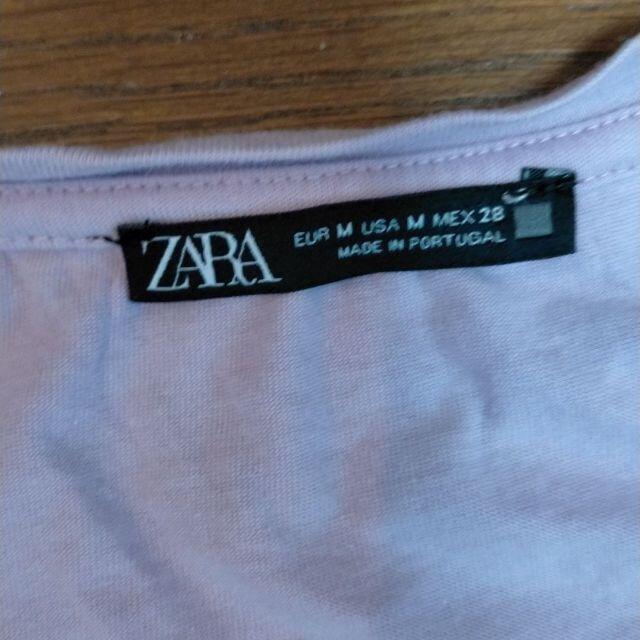 ZARA
EUR M USA M MEX 28
MADE IN PORTUGAL